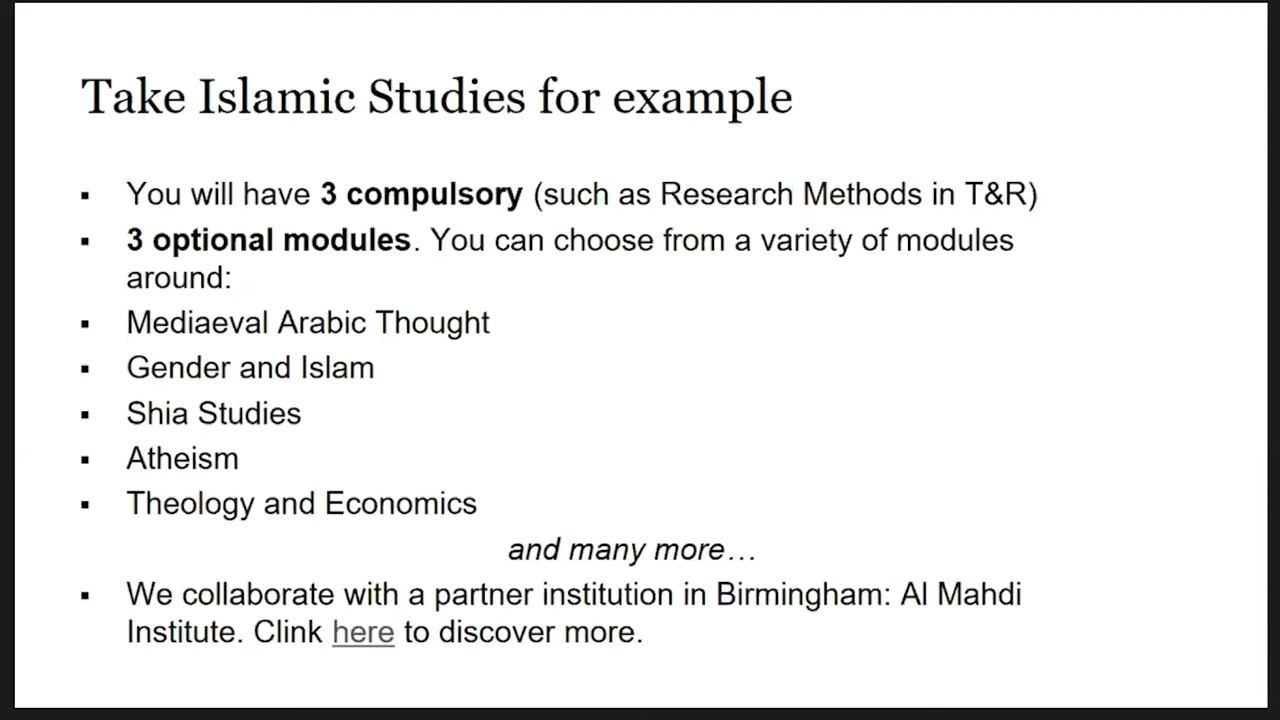 Take Islamic Studies for example
▪ You will have 3 compulsory (such as Research Methods in T&R)
▪ 3 optional modules. You can choose from a variety of modules
around:
▪ Mediaeval Arabic Thought
▪ Gender and Islam
▪ Shia Studies
▪ Atheism
▪ Theology and Economics
and many more…
▪ We collaborate with a partner institution in Birmingham: Al Mahdi
Institute. Clink here to discover more.